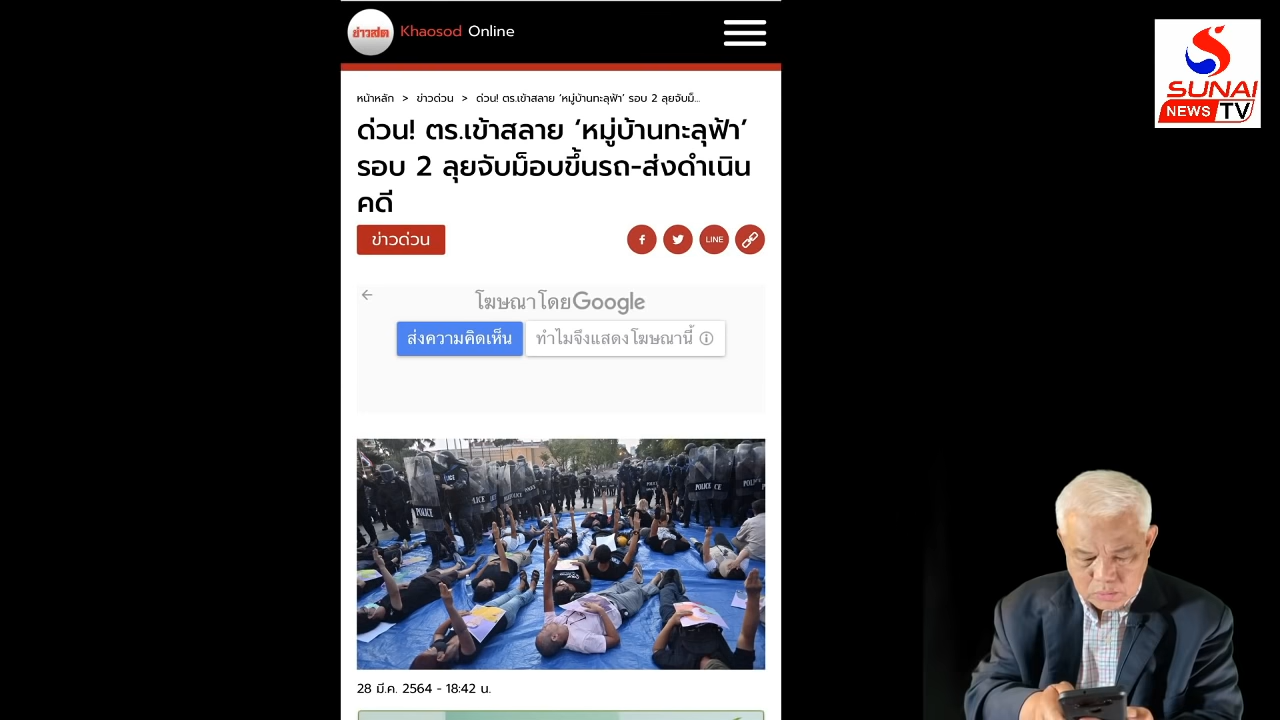 ข่าวสด Khaosod Online
SUNAI
NEWS TV
หน้าหลัก > ข่าวด่วน > ด่วน! ตร.เข้าสลาย ‘หมู่บ้านทะลุฟ้า’ รอบ 2 ลุยจับม็...
ด่วน! ตร.เข้าสลาย ‘หมู่บ้านทะลุฟ้า’
รอบ 2 ลุยจับม็อบขึ้นรถ-ส่งดำเนิน
คดี
ข่าวด่วน
LINE
โฆษณาโดยGoogle
ส่งความคิดเห็น
ทำไมจึงแสดงโฆษณานี้
POLICE
POLICE
28 มี.ค. 2564 - 18:42 น.